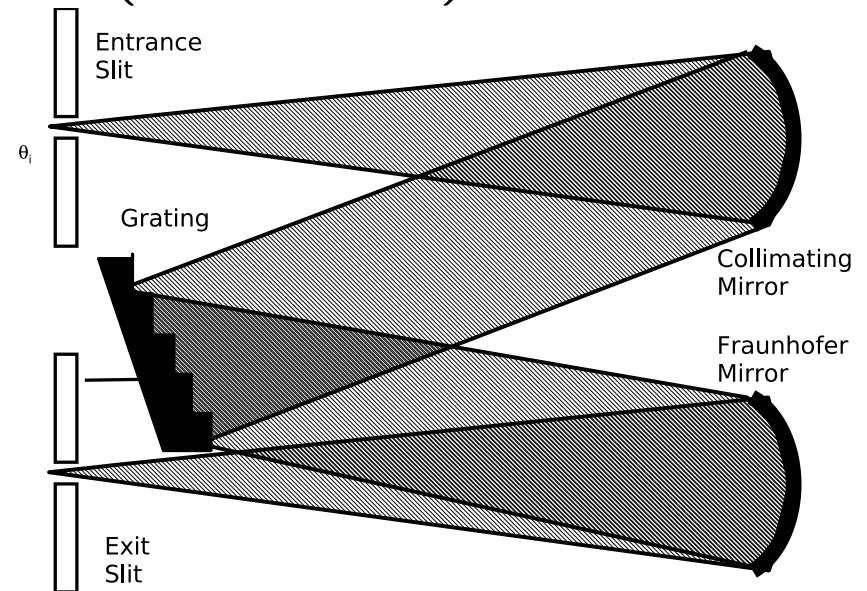 Entrance
Slit
θi
Grating
Collimating
Mirror
Fraunhofer
Mirror
Exit
Slit